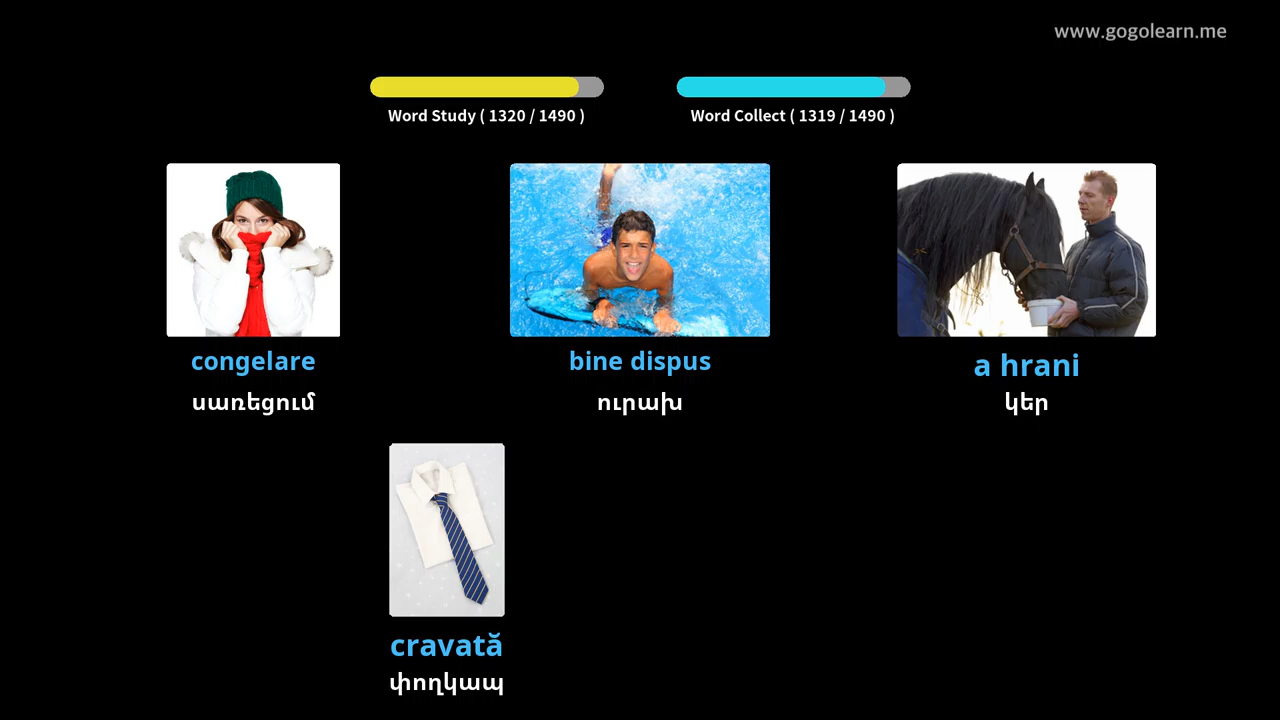 www.gogolearn.me
Word Study ( 1320 / 1490 )
Word Collect ( 1319 / 1490 )
congelare
bine dispus
a hrani
սառեցում
ուրախ
կեր
cravată
փողկապ